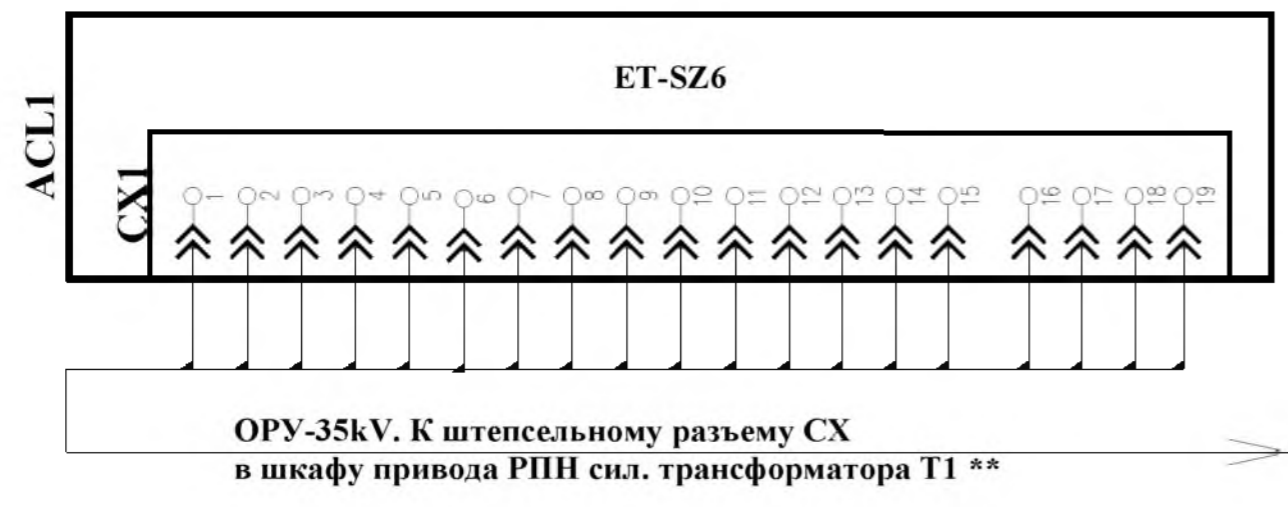 ET-SZ6
ACL1
CX1
1 2 3 4 5 6 7 8 9 10 11 12 13 14 15 16 17 18 19
ОРУ-35kV. К штепсельному разъему СХ
в шкафу привода РПН сил. трансформатора Т1 **